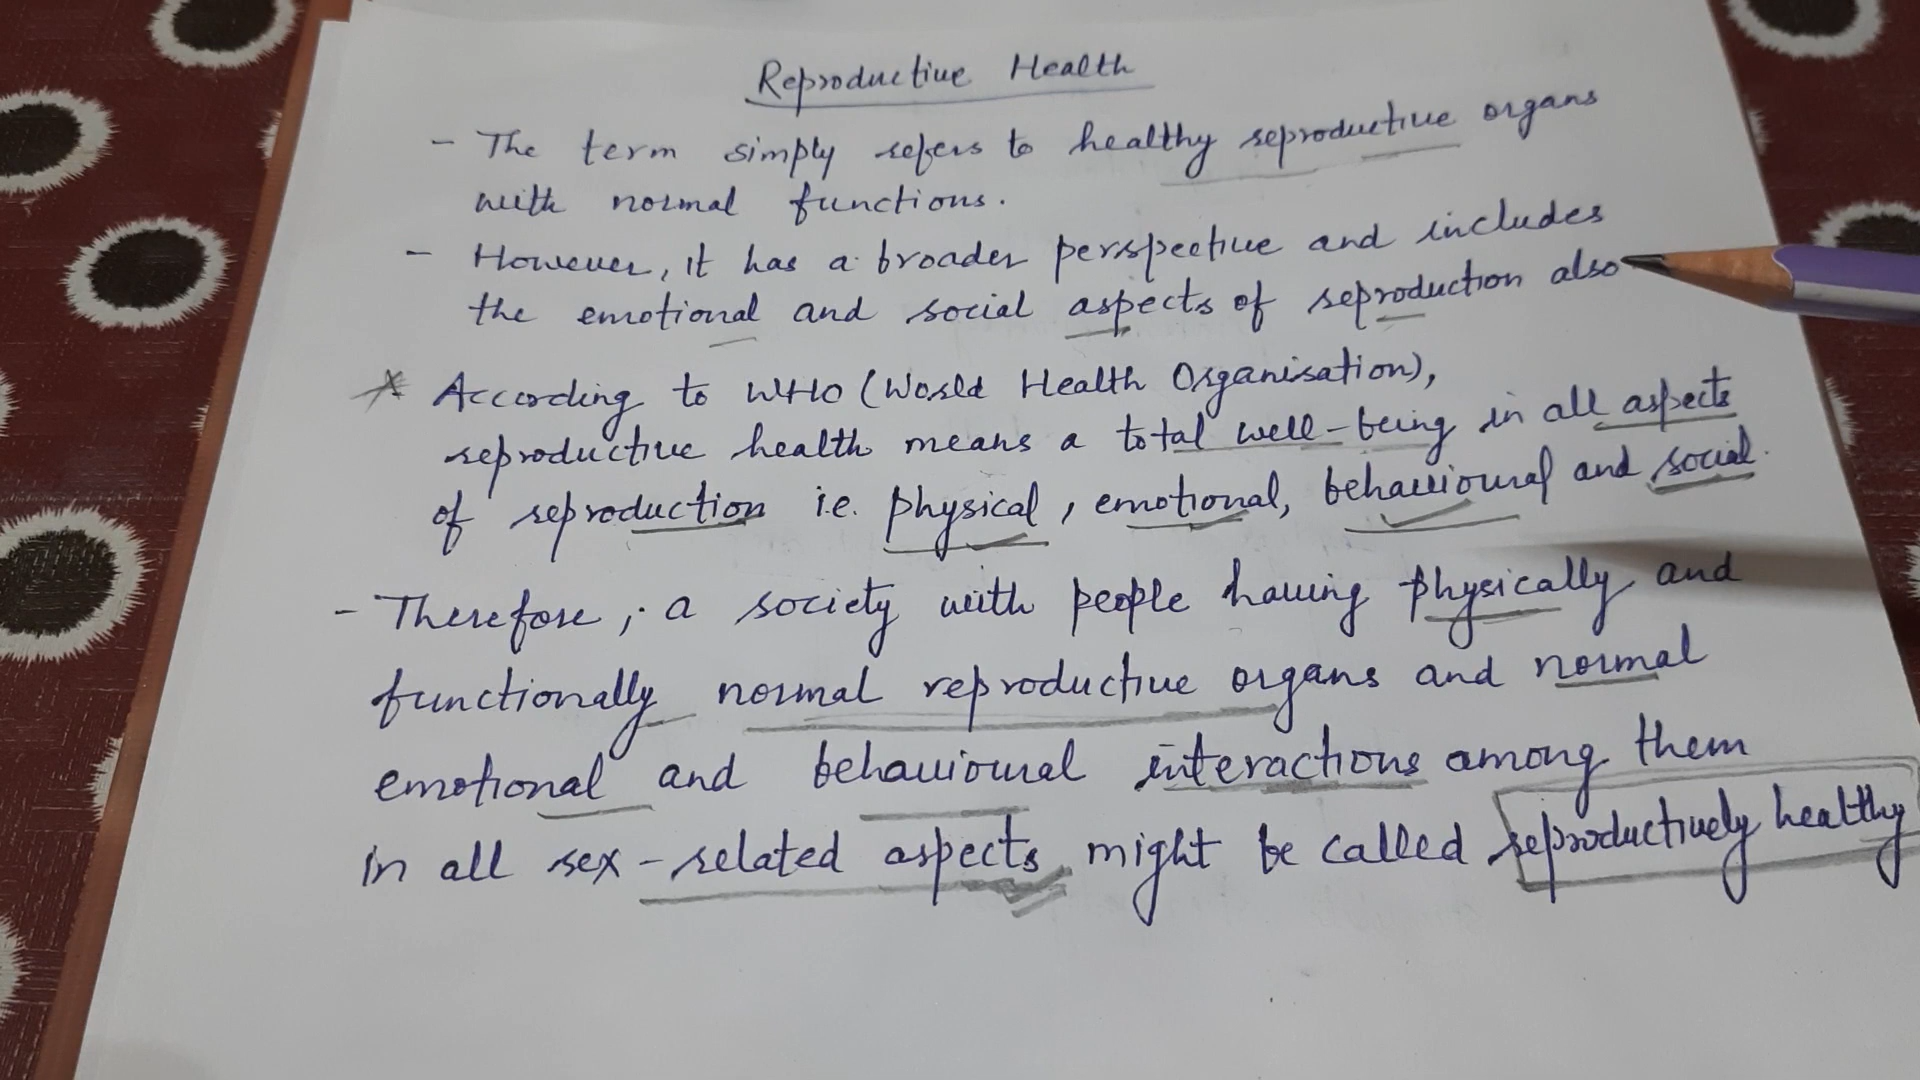 Reproductive Health
- The term simply refers to healthy reproductive organs
with normal functions.
- However, it has a broader perspective and includes
the emotional and social aspects of reproduction also
* According to WHO (World Health Organisation),
reproductive health means a total well-being in all aspects
of reproduction i.e. physical, emotional, behavioural and social.
- Therefore, a society with people having physically and
functionally normal reproductive organs and normal
emotional and behavioural interactions among them
in all sex-related aspects might be called reproductively healthy